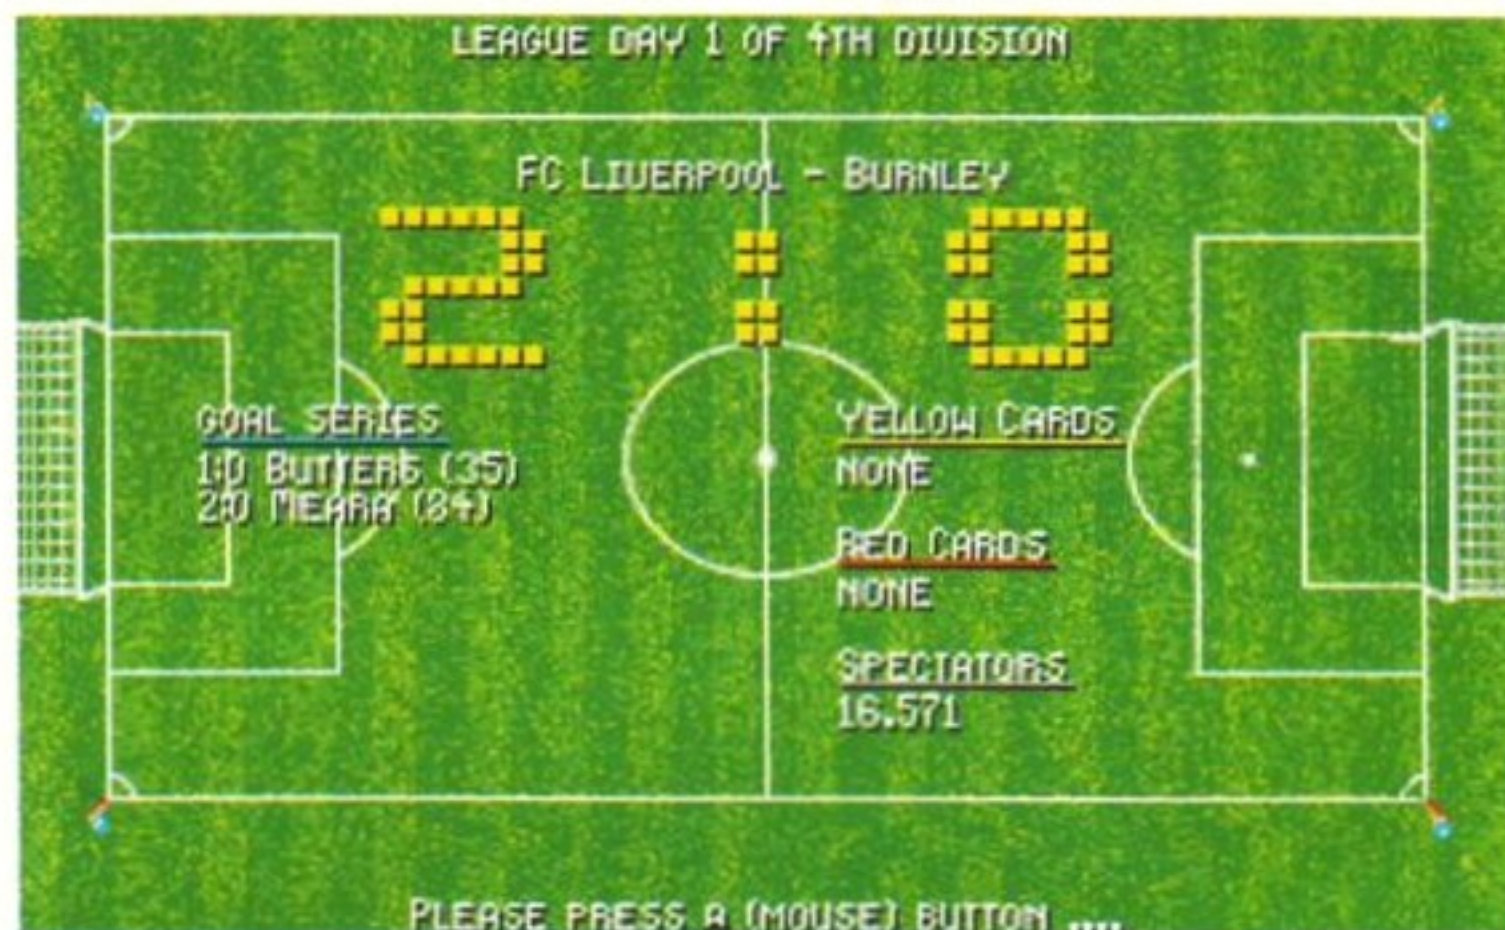 LEAGUE DAY 1 OF 4TH DIVISION
FC LIVERPOOL - BURNLEY
2 : 0
GOAL SERIES
1:0 BUTTERS (35)
2:0 MEARA (84)
YELLOW CARDS
NONE
RED CARDS
NONE
SPECTATORS
16.571
PLEASE PRESS A (MOUSE) BUTTON ....